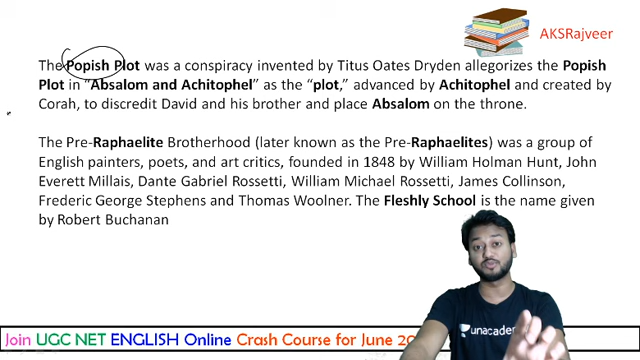 AKSRajveer
The Popish Plot was a conspiracy invented by Titus Oates Dryden allegorizes the Popish
Plot in “Absalom and Achitophel” as the “plot,” advanced by Achitophel and created by
Corah, to discredit David and his brother and place Absalom on the throne.
The Pre-Raphaelite Brotherhood (later known as the Pre-Raphaelites) was a group of
English painters, poets, and art critics, founded in 1848 by William Holman Hunt, John
Everett Millais, Dante Gabriel Rossetti, William Michael Rossetti, James Collinson,
Frederic George Stephens and Thomas Woolner. The Fleshly School is the name given
by Robert Buchanan
unacade
Join UGC NET ENGLISH Online Crash Course for June 20